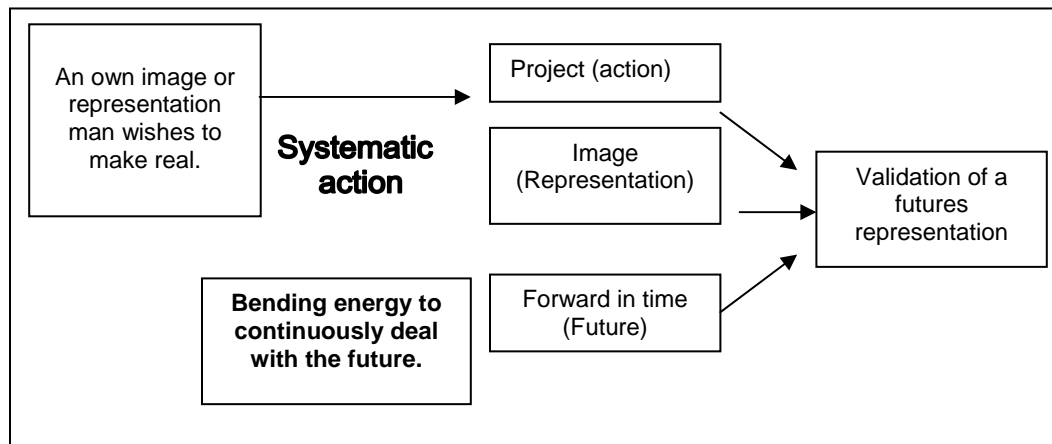 An own image or
representation
man wishes to
make real.
Systematic
action
Project (action)
Image
(Representation)
Validation of a
futures
representation
Bending energy to
continuously deal
with the future.
Forward in time
(Future)